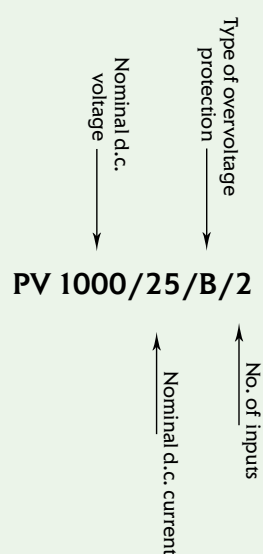 Type of overvoltage
protection
Nominal d.c.
voltage
PV 1000/25/B/2
Nominal d.c. current
No. of inputs